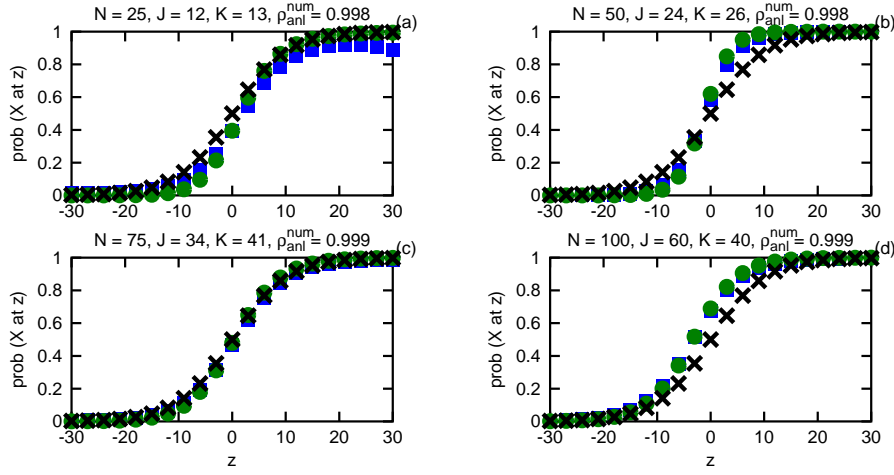 N = 25, J = 12, K = 13, ρ_anl^num = 0.998
(a)
prob (X at z)
1
0.8
0.6
0.4
0.2
0
-30 -20 -10 0 10 20 30
N = 50, J = 24, K = 26, ρ_anl^num = 0.998
(b)
prob (X at z)
1
0.8
0.6
0.4
0.2
0
-30 -20 -10 0 10 20 30
N = 75, J = 34, K = 41, ρ_anl^num = 0.999
(c)
prob (X at z)
1
0.8
0.6
0.4
0.2
0
-30 -20 -10 0 10 20 30
z
N = 100, J = 60, K = 40, ρ_anl^num = 0.999
(d)
prob (X at z)
1
0.8
0.6
0.4
0.2
0
-30 -20 -10 0 10 20 30
z